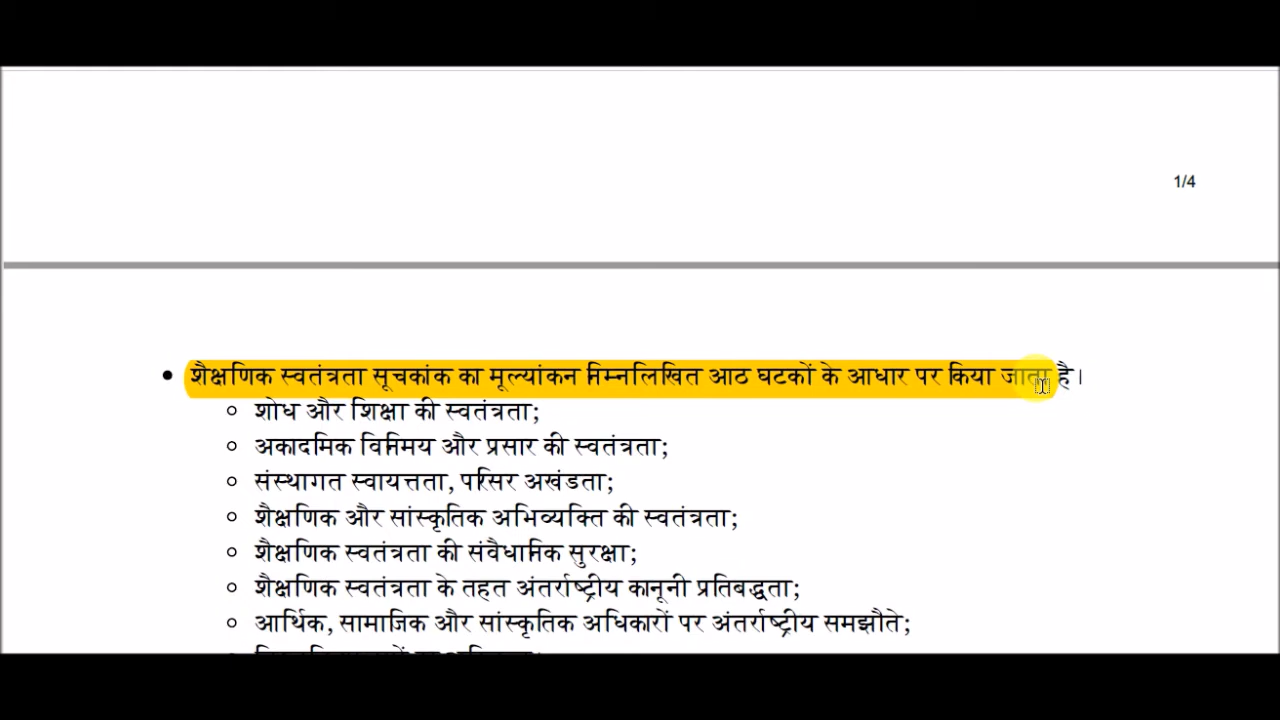 1/4
शैक्षणिक स्वतंत्रता सूचकांक का मूल्यांकन निम्नलिखित आठ घटकों के आधार पर किया जाता है।
शोध और शिक्षा की स्वतंत्रता;
अकादमिक विनिमय और प्रसार की स्वतंत्रता;
संस्थागत स्वायत्तता, परिसर अखंडता;
शैक्षणिक और सांस्कृतिक अभिव्यक्ति की स्वतंत्रता;
शैक्षणिक स्वतंत्रता की संवैधानिक सुरक्षा;
शैक्षणिक स्वतंत्रता के तहत अंतर्राष्ट्रीय कानूनी प्रतिबद्धता;
आर्थिक, सामाजिक और सांस्कृतिक अधिकारों पर अंतर्राष्ट्रीय समझौते;